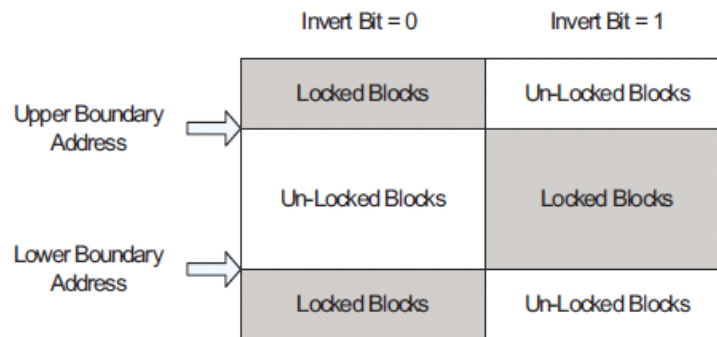 Invert Bit = 0
Invert Bit = 1
Locked Blocks
Un-Locked Blocks
Upper Boundary
Address
Un-Locked Blocks
Locked Blocks
Lower Boundary
Address
Locked Blocks
Un-Locked Blocks